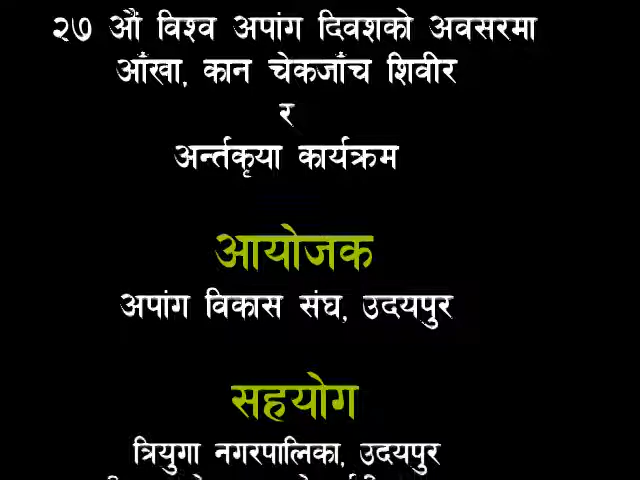 २७ औं विश्व अपांग दिवशको अवसरमा
आँखा, कान चेकजाँच शिवीर
र
अर्न्तकृया कार्यक्रम
आयोजक
अपांग विकास संघ, उदयपुर
सहयोग
त्रियुगा नगरपालिका, उदयपुर